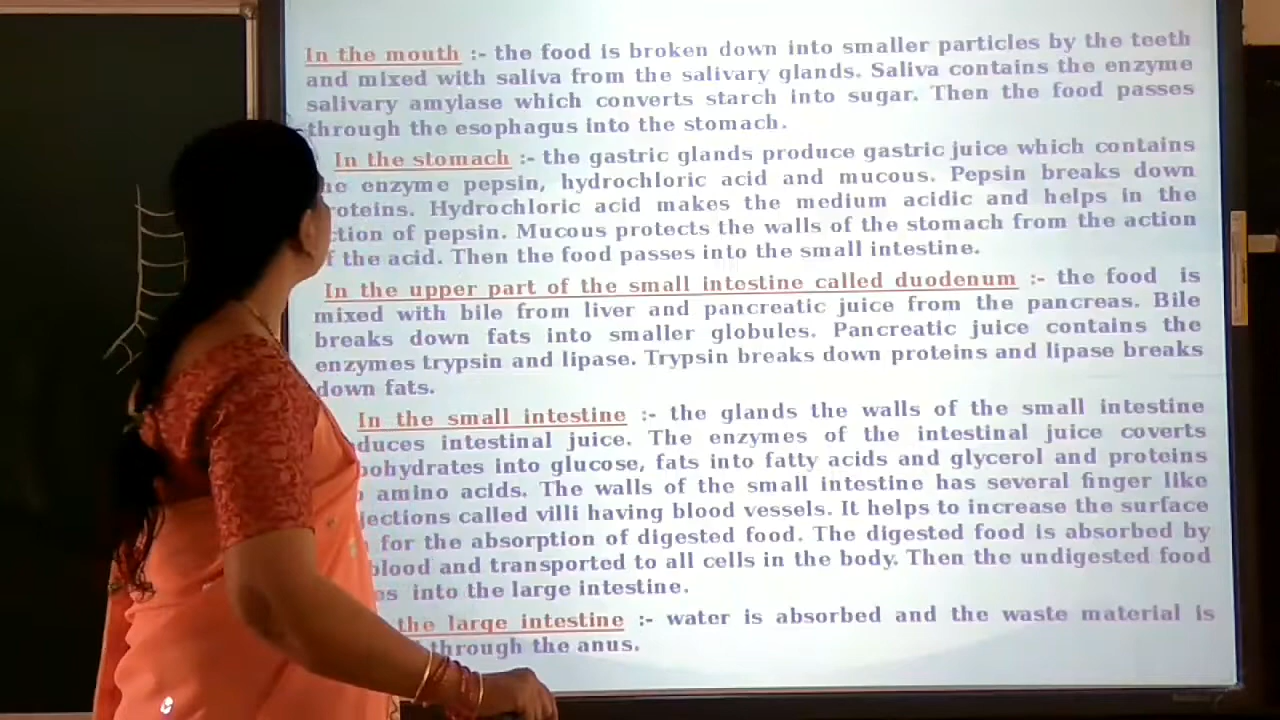 In the mouth :- the food is broken down into smaller particles by the teeth
and mixed with saliva from the salivary glands. Saliva contains the enzyme
salivary amylase which converts starch into sugar. Then the food passes
through the esophagus into the stomach.
In the stomach :- the gastric glands produce gastric juice which contains
he enzyme pepsin, hydrochloric acid and mucous. Pepsin breaks down
roteins. Hydrochloric acid makes the medium acidic and helps in the
ction of pepsin. Mucous protects the walls of the stomach from the action
f the acid. Then the food passes into the small intestine.
In the upper part of the small intestine called duodenum :- the food is
mixed with bile from liver and pancreatic juice from the pancreas. Bile
breaks down fats into smaller globules. Pancreatic juice contains the
enzymes trypsin and lipase. Trypsin breaks down proteins and lipase breaks
down fats.
In the small intestine :- the glands the walls of the small intestine
duces intestinal juice. The enzymes of the intestinal juice coverts
bohydrates into glucose, fats into fatty acids and glycerol and proteins
amino acids. The walls of the small intestine has several finger like
jections called villi having blood vessels. It helps to increase the surface
for the absorption of digested food. The digested food is absorbed by
blood and transported to all cells in the body. Then the undigested food
es into the large intestine.
the large intestine :- water is absorbed and the waste material is
through the anus.